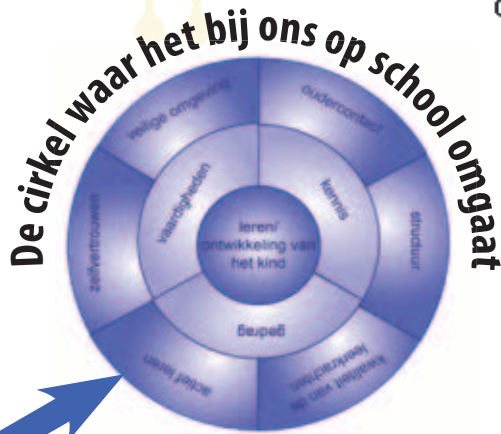 De cirkel waar het bij ons op school omgaat
veilige omgeving
oudercontact
structuur
kwaliteit van de
leerkrachten
actief leren
zelfvertrouwen
vaardigheden
kennis
gedrag
leren/
ontwikkeling van
het kind